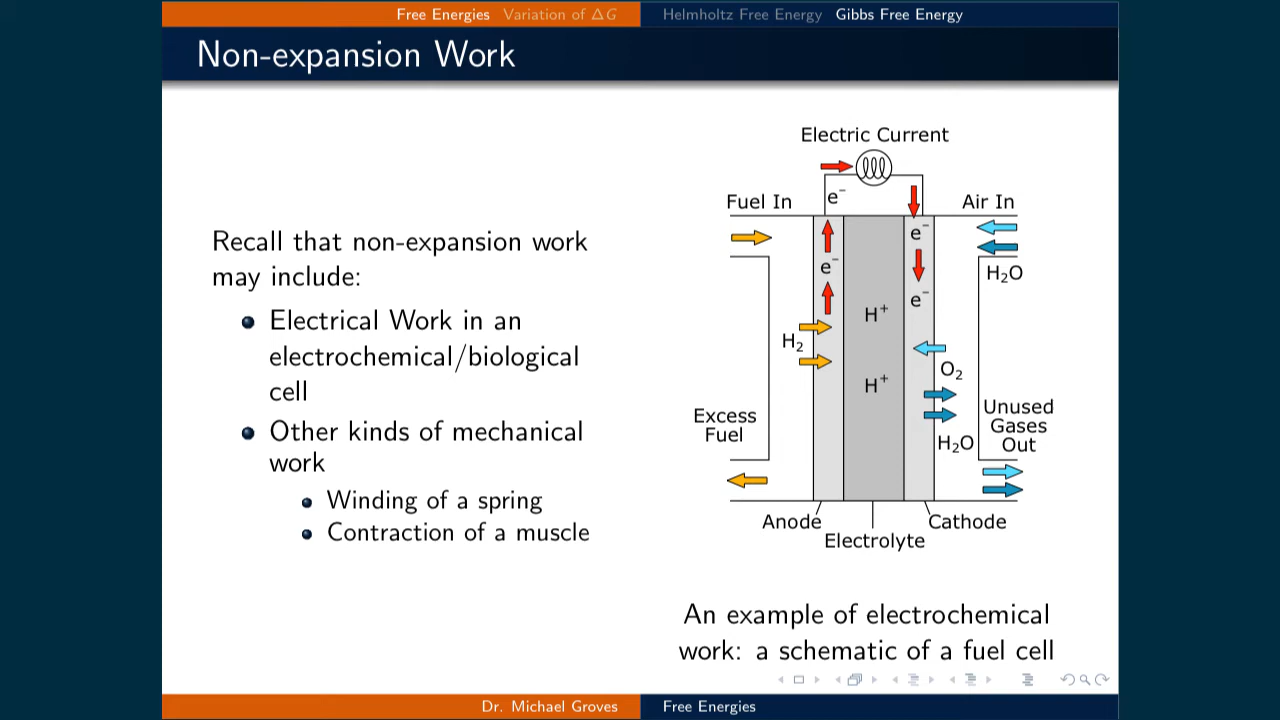 Free Energies Variation of ΔG Helmholtz Free Energy Gibbs Free Energy
Non-expansion Work
Recall that non-expansion work
may include:
Electrical Work in an
electrochemical/biological
cell
Other kinds of mechanical
work
Winding of a spring
Contraction of a muscle
Electric Current
e⁻
Fuel In
Air In
e⁻
e⁻
H₂O
e⁻
H⁺
H₂
O₂
H⁺
Excess
Fuel
Unused
Gases
Out
H₂O
Anode
Cathode
Electrolyte
An example of electrochemical
work: a schematic of a fuel cell
Dr. Michael Groves Free Energies